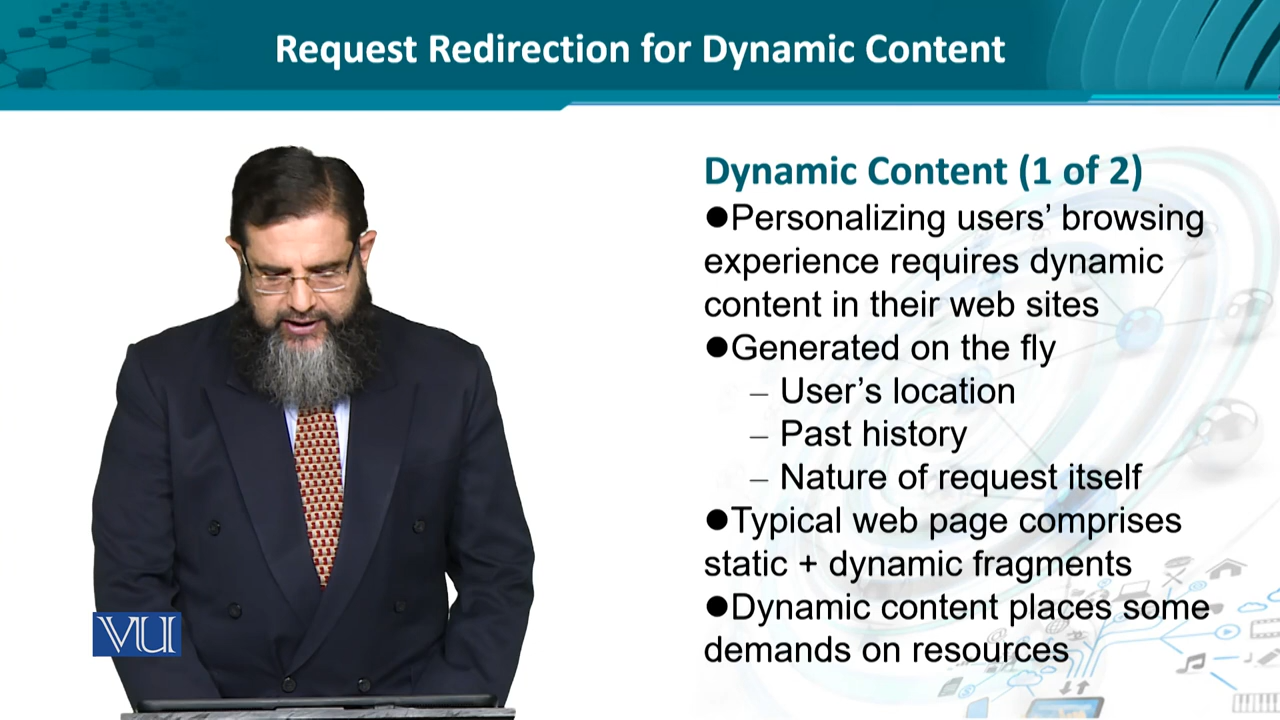 Request Redirection for Dynamic Content
Dynamic Content (1 of 2)
●Personalizing users’ browsing
experience requires dynamic
content in their web sites
●Generated on the fly
– User’s location
– Past history
– Nature of request itself
●Typical web page comprises
static + dynamic fragments
●Dynamic content places some
demands on resources
VU